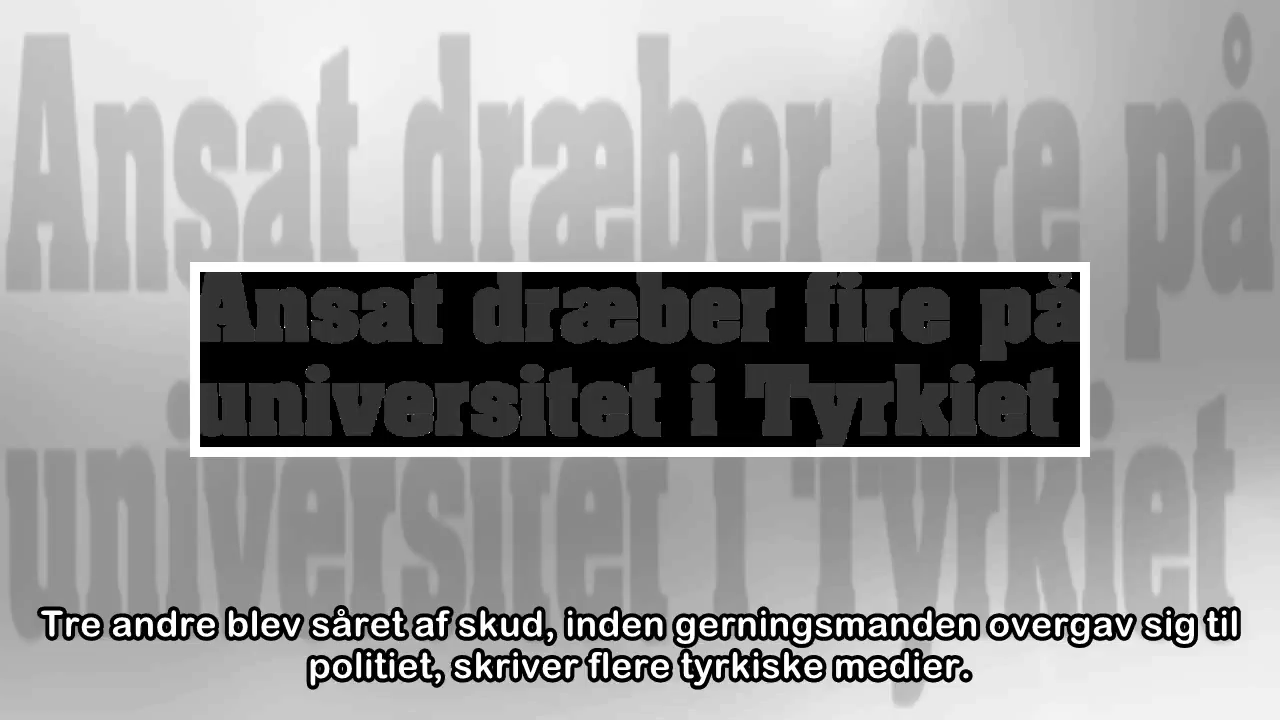 Ansat dræber fire på
universitet i Tyrkiet
Ansat dræber fire på
universitet i Tyrkiet
Tre andre blev såret af skud, inden gerningsmanden overgav sig til
politiet, skriver flere tyrkiske medier.